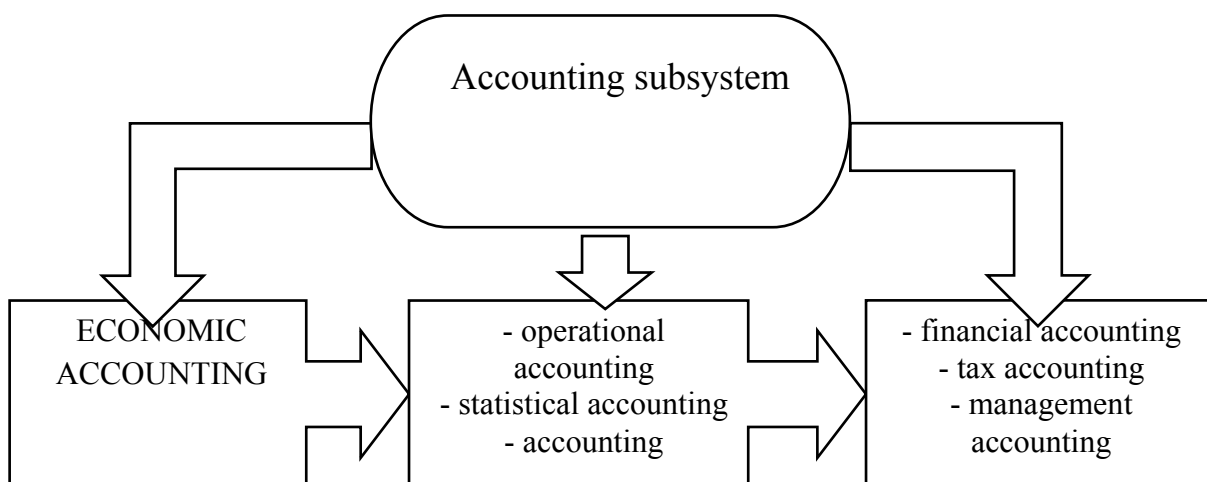 Accounting subsystem
ECONOMIC
ACCOUNTING
- operational
accounting
- statistical accounting
- accounting
- financial accounting
- tax accounting
- management
accounting